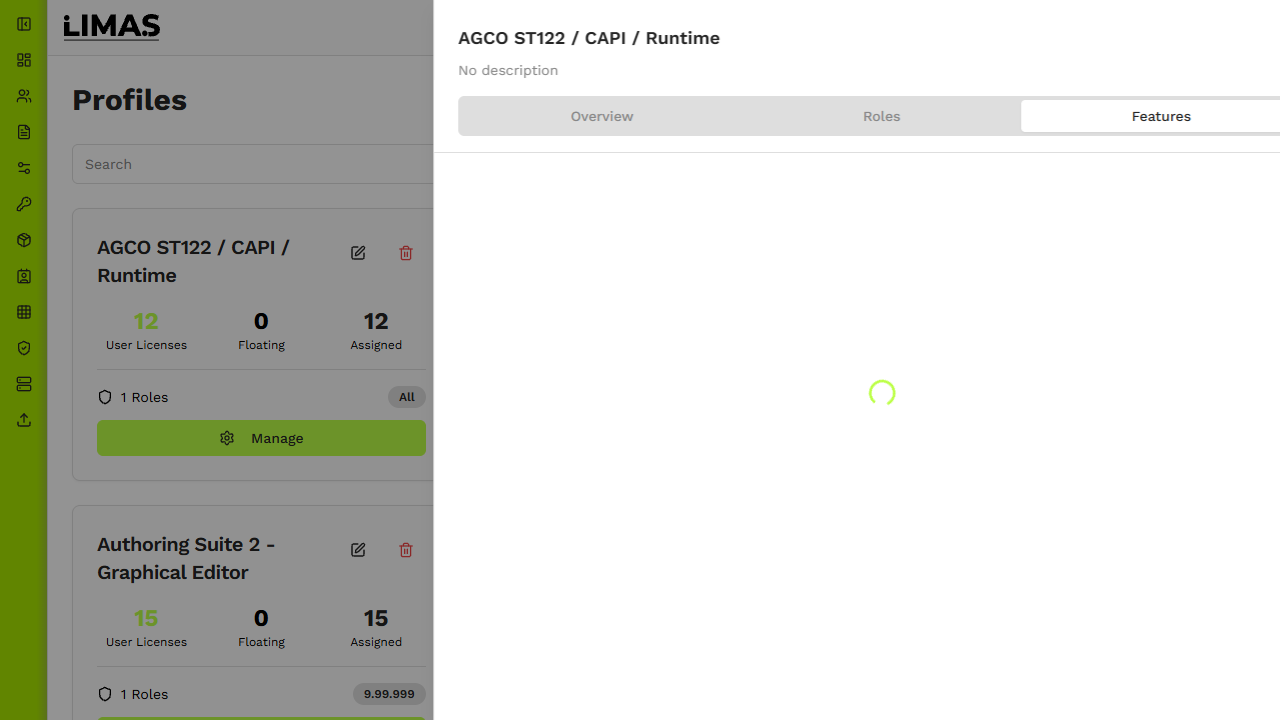 iLIMAS
Profiles
Search
AGCO ST122 / CAPI /
Runtime
12
0
12
User Licenses
Floating
Assigned
1 Roles
All
Manage
Authoring Suite 2 -
Graphical Editor
15
0
15
User Licenses
Floating
Assigned
1 Roles
9.99.999
AGCO ST122 / CAPI / Runtime
No description
Overview
Roles
Features